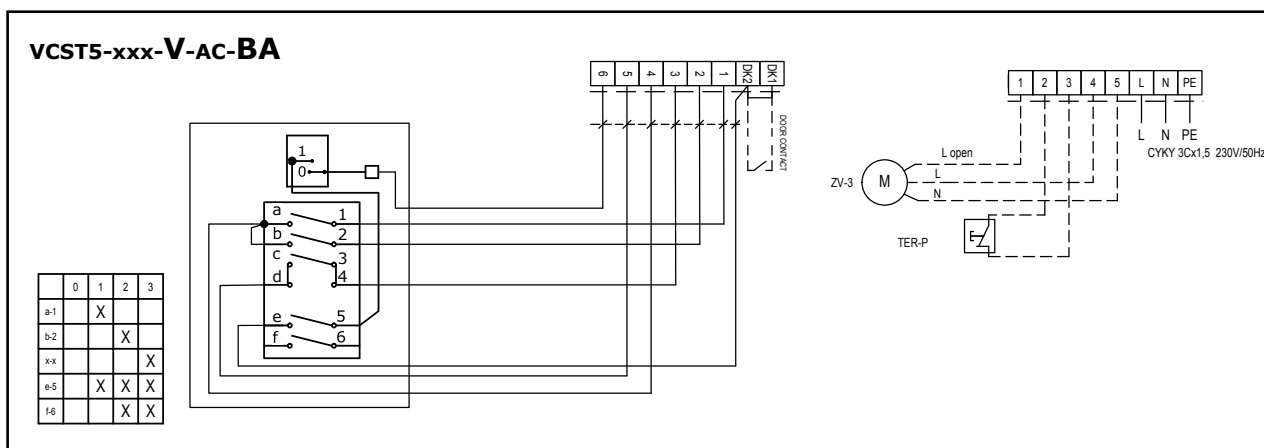 VCST5-xxx-V-AC-BA
6 5 4 3 2 1 DK2 DK1
DOOR CONTACT
1
0
a 1
b 2
c 3
d 4
e 5
f 6
0 1 2 3
a-1 X
b-2 X
x-x X
e-5 X X X
f-6 X X
1 2 3 4 5 L N PE
L N PE
CYKY 3Cx1,5 230V/50Hz
L open
L
N
ZV-3
M
TER-P